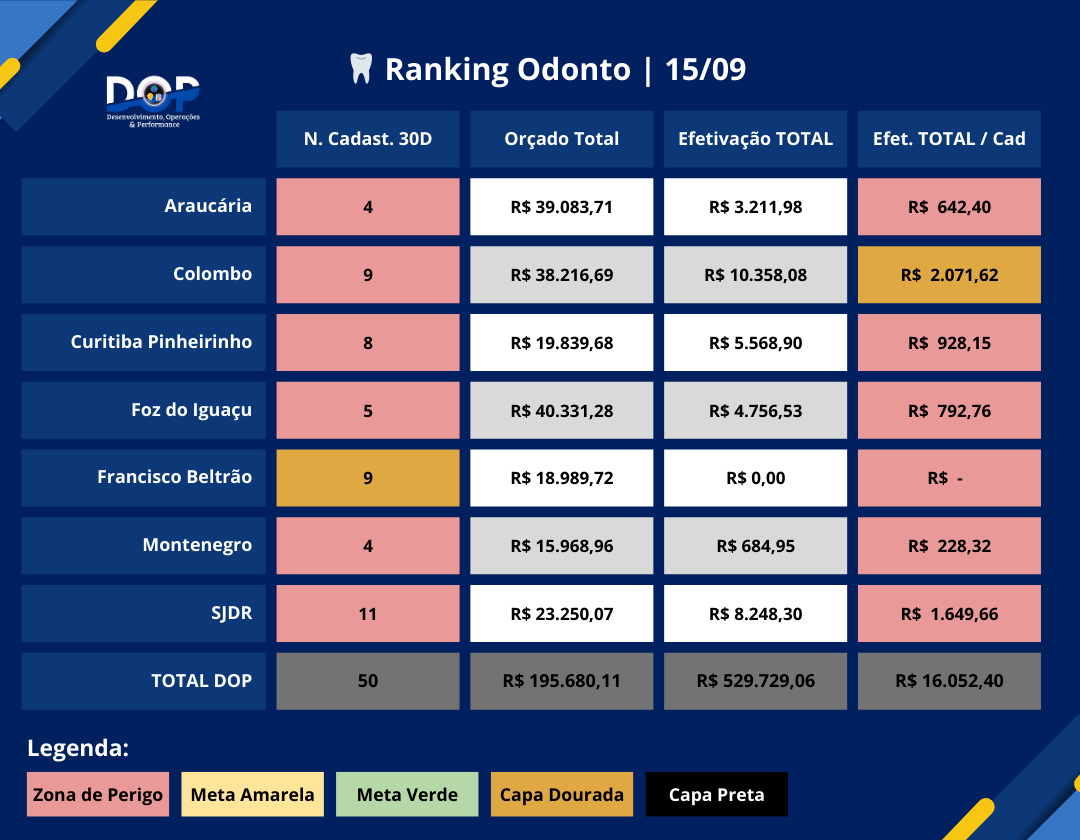 🦷 Ranking Odonto | 15/09
DOP
Desenvolvimento, Operações
& Performance
N. Cadast. 30D Orçado Total Efetivação TOTAL Efet. TOTAL / Cad
Araucária 4 R$ 39.083,71 R$ 3.211,98 R$ 642,40
Colombo 9 R$ 38.216,69 R$ 10.358,08 R$ 2.071,62
Curitiba Pinheirinho 8 R$ 19.839,68 R$ 5.568,90 R$ 928,15
Foz do Iguaçu 5 R$ 40.331,28 R$ 4.756,53 R$ 792,76
Francisco Beltrão 9 R$ 18.989,72 R$ 0,00 R$ -
Montenegro 4 R$ 15.968,96 R$ 684,95 R$ 228,32
SJDR 11 R$ 23.250,07 R$ 8.248,30 R$ 1.649,66
TOTAL DOP 50 R$ 195.680,11 R$ 529.729,06 R$ 16.052,40
Legenda:
Zona de Perigo Meta Amarela Meta Verde Capa Dourada Capa Preta